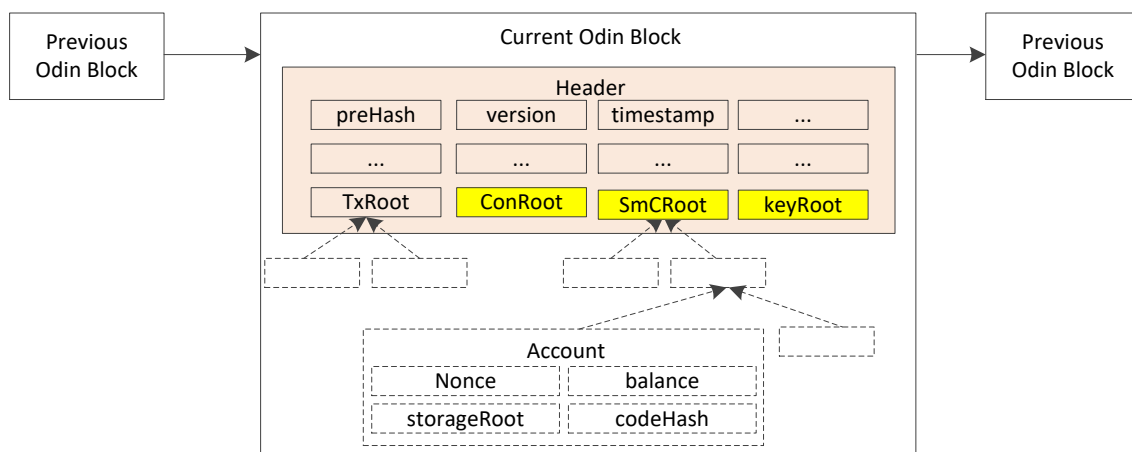 Previous
Odin Block
Current Odin Block
Previous
Odin Block
Header
preHash
version
timestamp
...
...
...
...
...
TxRoot
ConRoot
SmCRoot
keyRoot
Account
Nonce
balance
storageRoot
codeHash